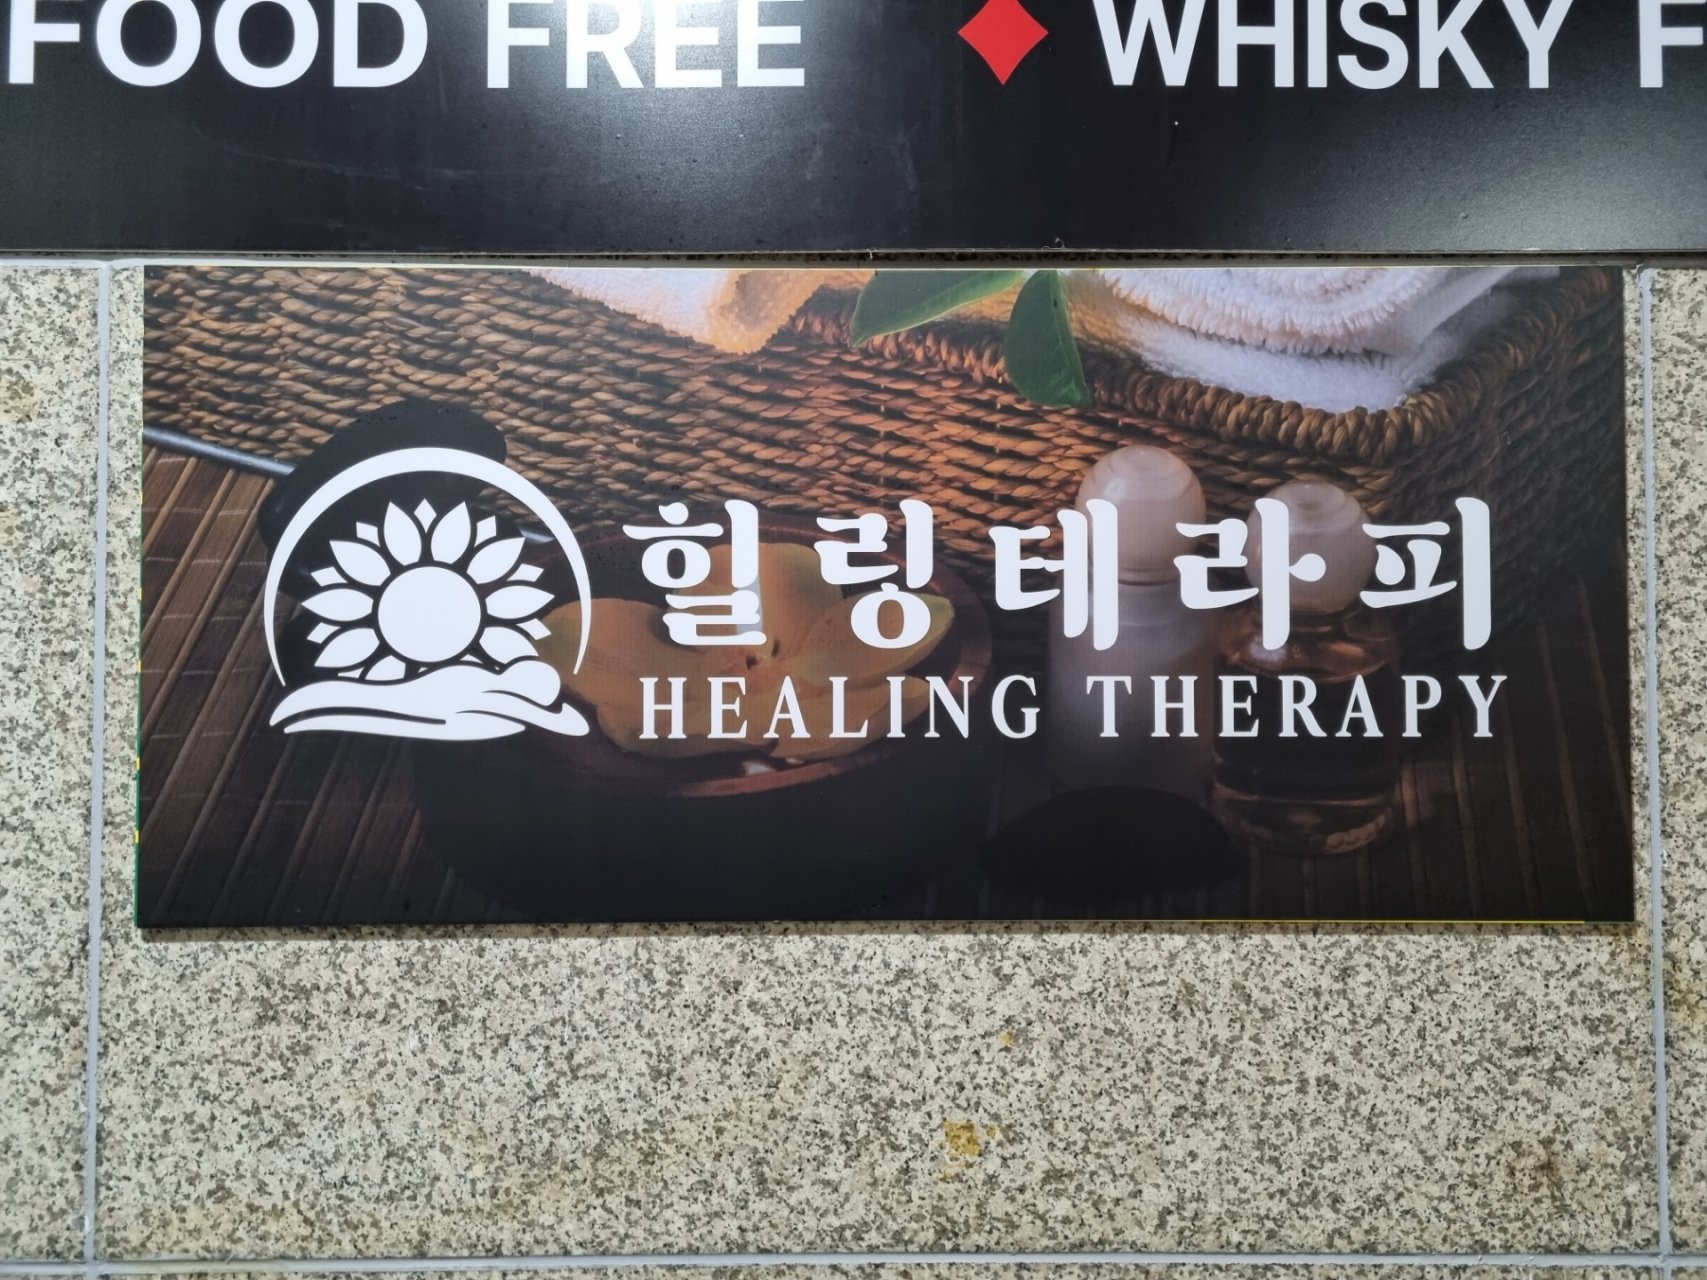 FOOD FREE ♦ WHISKY F
힐링테라피
HEALING THERAPY